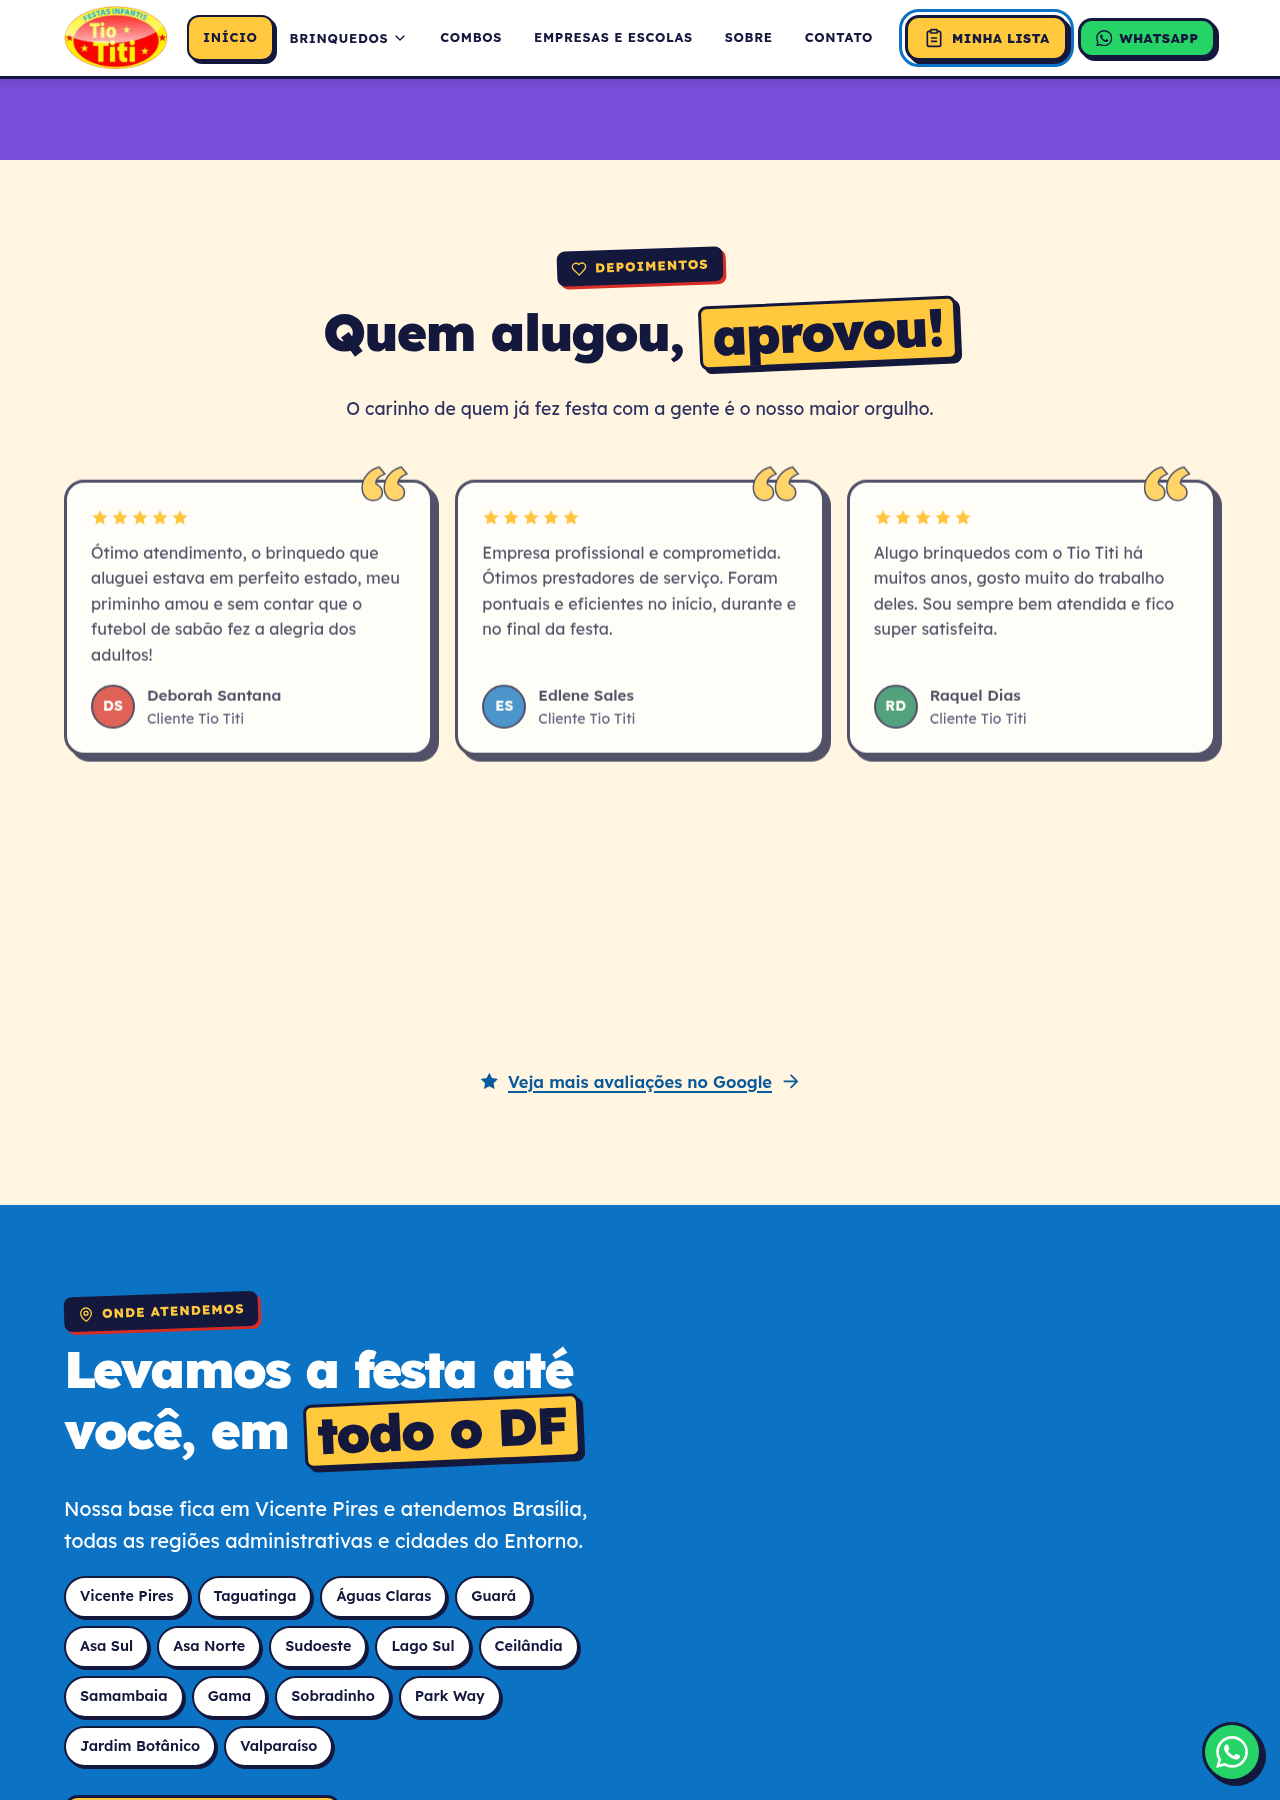 FESTAS INFANTIS
Tio
Titi
INÍCIO
BRINQUEDOS
COMBOS
EMPRESAS E ESCOLAS
SOBRE
CONTATO
MINHA LISTA
WHATSAPP
DEPOIMENTOS
Quem alugou, aprovou!
O carinho de quem já fez festa com a gente é o nosso maior orgulho.
Ótimo atendimento, o brinquedo que
aluguei estava em perfeito estado, meu
priminho amou e sem contar que o
futebol de sabão fez a alegria dos
adultos!
DS
Deborah Santana
Cliente Tio Titi
Empresa profissional e comprometida.
Ótimos prestadores de serviço. Foram
pontuais e eficientes no início, durante e
no final da festa.
ES
Edlene Sales
Cliente Tio Titi
Alugo brinquedos com o Tio Titi há
muitos anos, gosto muito do trabalho
deles. Sou sempre bem atendida e fico
super satisfeita.
RD
Raquel Dias
Cliente Tio Titi
Veja mais avaliações no Google
ONDE ATENDEMOS
Levamos a festa até
você, em todo o DF
Nossa base fica em Vicente Pires e atendemos Brasília,
todas as regiões administrativas e cidades do Entorno.
Vicente Pires
Taguatinga
Águas Claras
Guará
Asa Sul
Asa Norte
Sudoeste
Lago Sul
Ceilândia
Samambaia
Gama
Sobradinho
Park Way
Jardim Botânico
Valparaíso